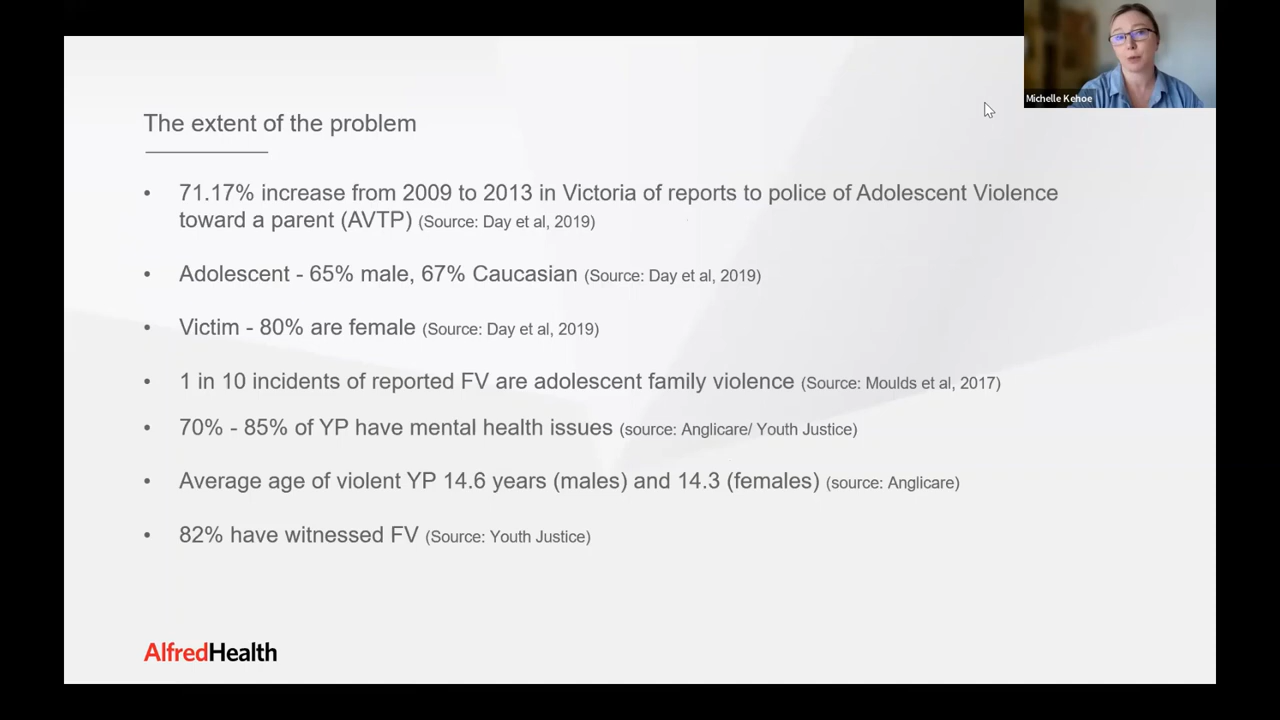 Michelle Kehoe
The extent of the problem
• 71.17% increase from 2009 to 2013 in Victoria of reports to police of Adolescent Violence
toward a parent (AVTP) (Source: Day et al, 2019)
• Adolescent - 65% male, 67% Caucasian (Source: Day et al, 2019)
• Victim - 80% are female (Source: Day et al, 2019)
• 1 in 10 incidents of reported FV are adolescent family violence (Source: Moulds et al, 2017)
• 70% - 85% of YP have mental health issues (source: Anglicare/ Youth Justice)
• Average age of violent YP 14.6 years (males) and 14.3 (females) (source: Anglicare)
• 82% have witnessed FV (Source: Youth Justice)
AlfredHealth